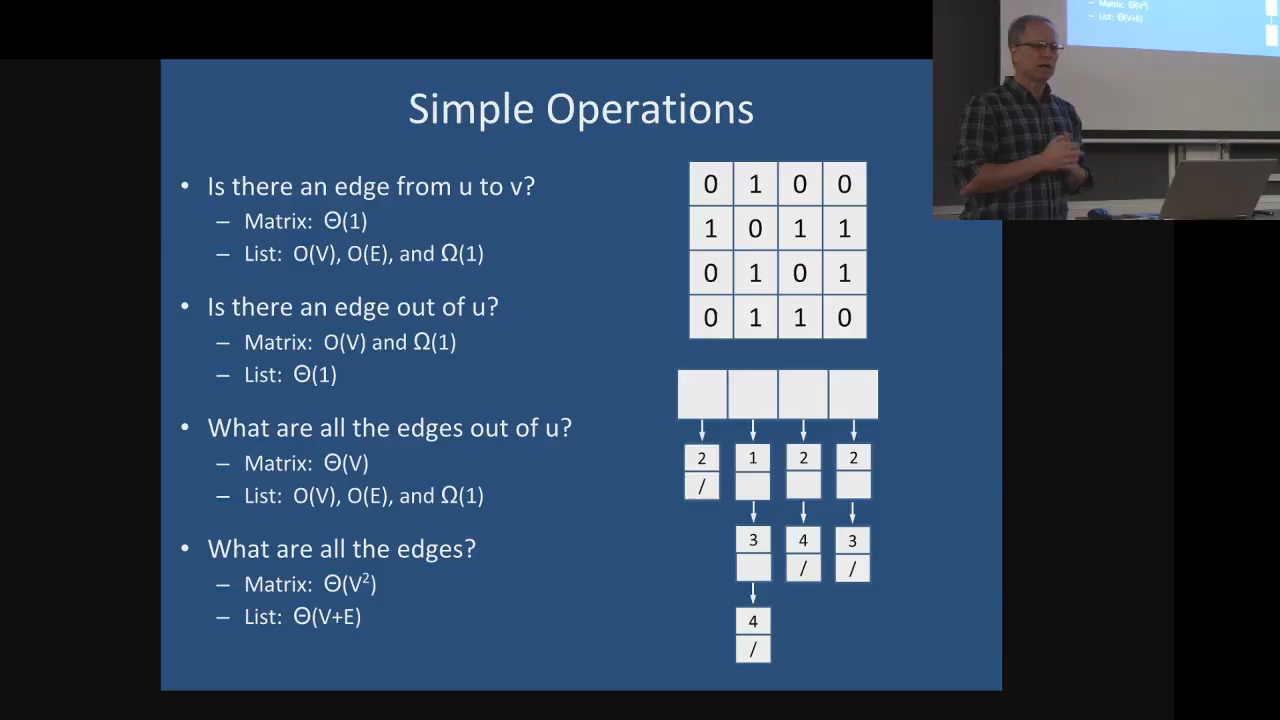 Simple Operations
• Is there an edge from u to v?
– Matrix: Θ(1)
– List: O(V), O(E), and Ω(1)
• Is there an edge out of u?
– Matrix: O(V) and Ω(1)
– List: Θ(1)
• What are all the edges out of u?
– Matrix: Θ(V)
– List: O(V), O(E), and Ω(1)
• What are all the edges?
– Matrix: Θ(V²)
– List: Θ(V+E)
0 1 0 0
1 0 1 1
0 1 0 1
0 1 1 0
2 1 2 2
/
3 4 3
/ /
4
/
– Matrix: Θ(V²)
– List: Θ(V+E)